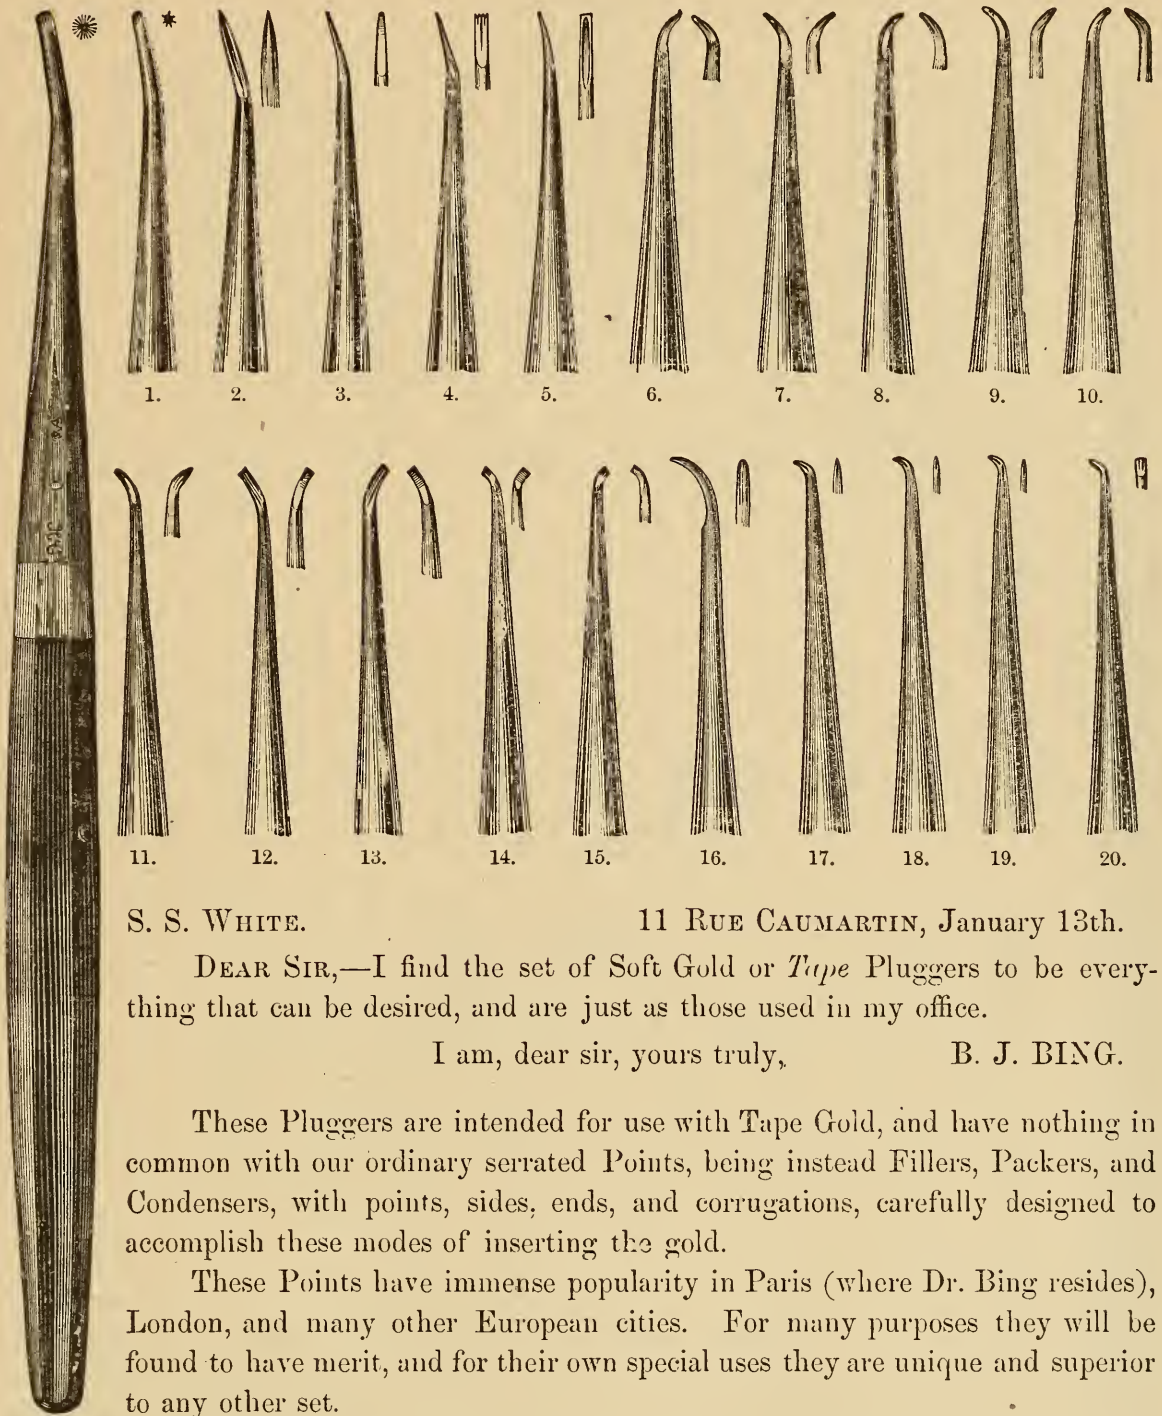 1. 2. 3. 4. 5. 6. 7. 8. 9. 10.
11. 12. 13. 14. 15. 16. 17. 18. 19. 20.
S. S. WHITE. 11 RUE CAUMARTIN, January 13th.
DEAR SIR,—I find the set of Soft Gold or Tape Pluggers to be every-
thing that can be desired, and are just as those used in my office.
I am, dear sir, yours truly, B. J. BING.
These Pluggers are intended for use with Tape Gold, and have nothing in
common with our ordinary serrated Points, being instead Fillers, Packers, and
Condensers, with points, sides, ends, and corrugations, carefully designed to
accomplish these modes of inserting the gold.
These Points have immense popularity in Paris (where Dr. Bing resides),
London, and many other European cities. For many purposes they will be
found to have merit, and for their own special uses they are unique and superior
to any other set.